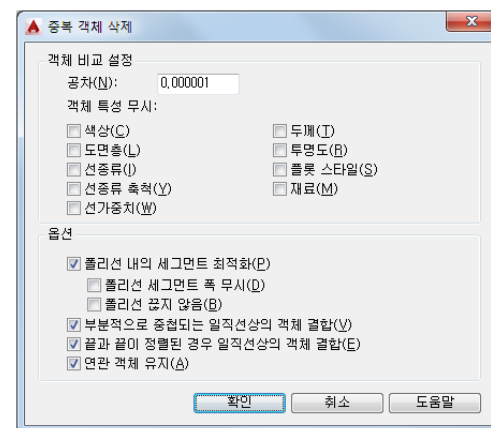 중복 객체 삭제
객체 비교 설정
공차(N): 0,000001
객체 특성 무시:
색상(C) 두께(T)
도면층(L) 투명도(R)
선종류(I) 플롯 스타일(S)
선종류 축척(Y) 재료(M)
선가중치(W)
옵션
폴리선 내의 세그먼트 최적화(P)
폴리선 세그먼트 폭 무시(D)
폴리선 끊지 않음(B)
부분적으로 중첩되는 일직선상의 객체 결합(V)
끝과 끝이 정렬된 경우 일직선상의 객체 결합(E)
연관 객체 유지(A)
확인 취소 도움말